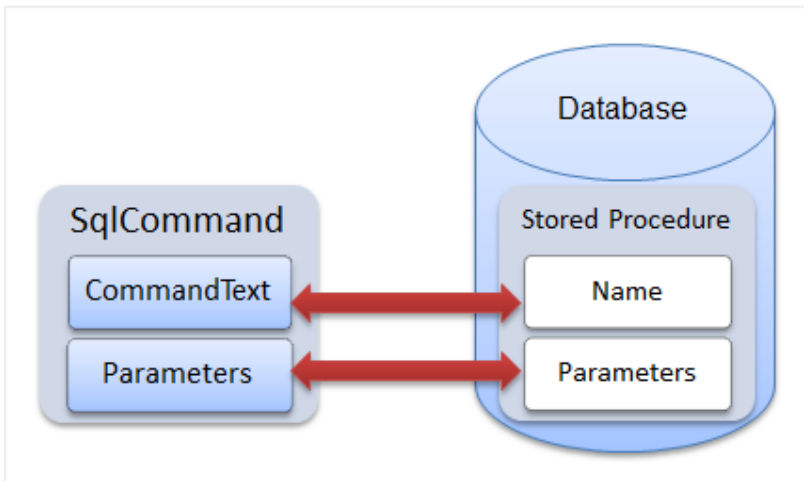 Database
SqlCommand
Stored Procedure
CommandText
Name
Parameters
Parameters